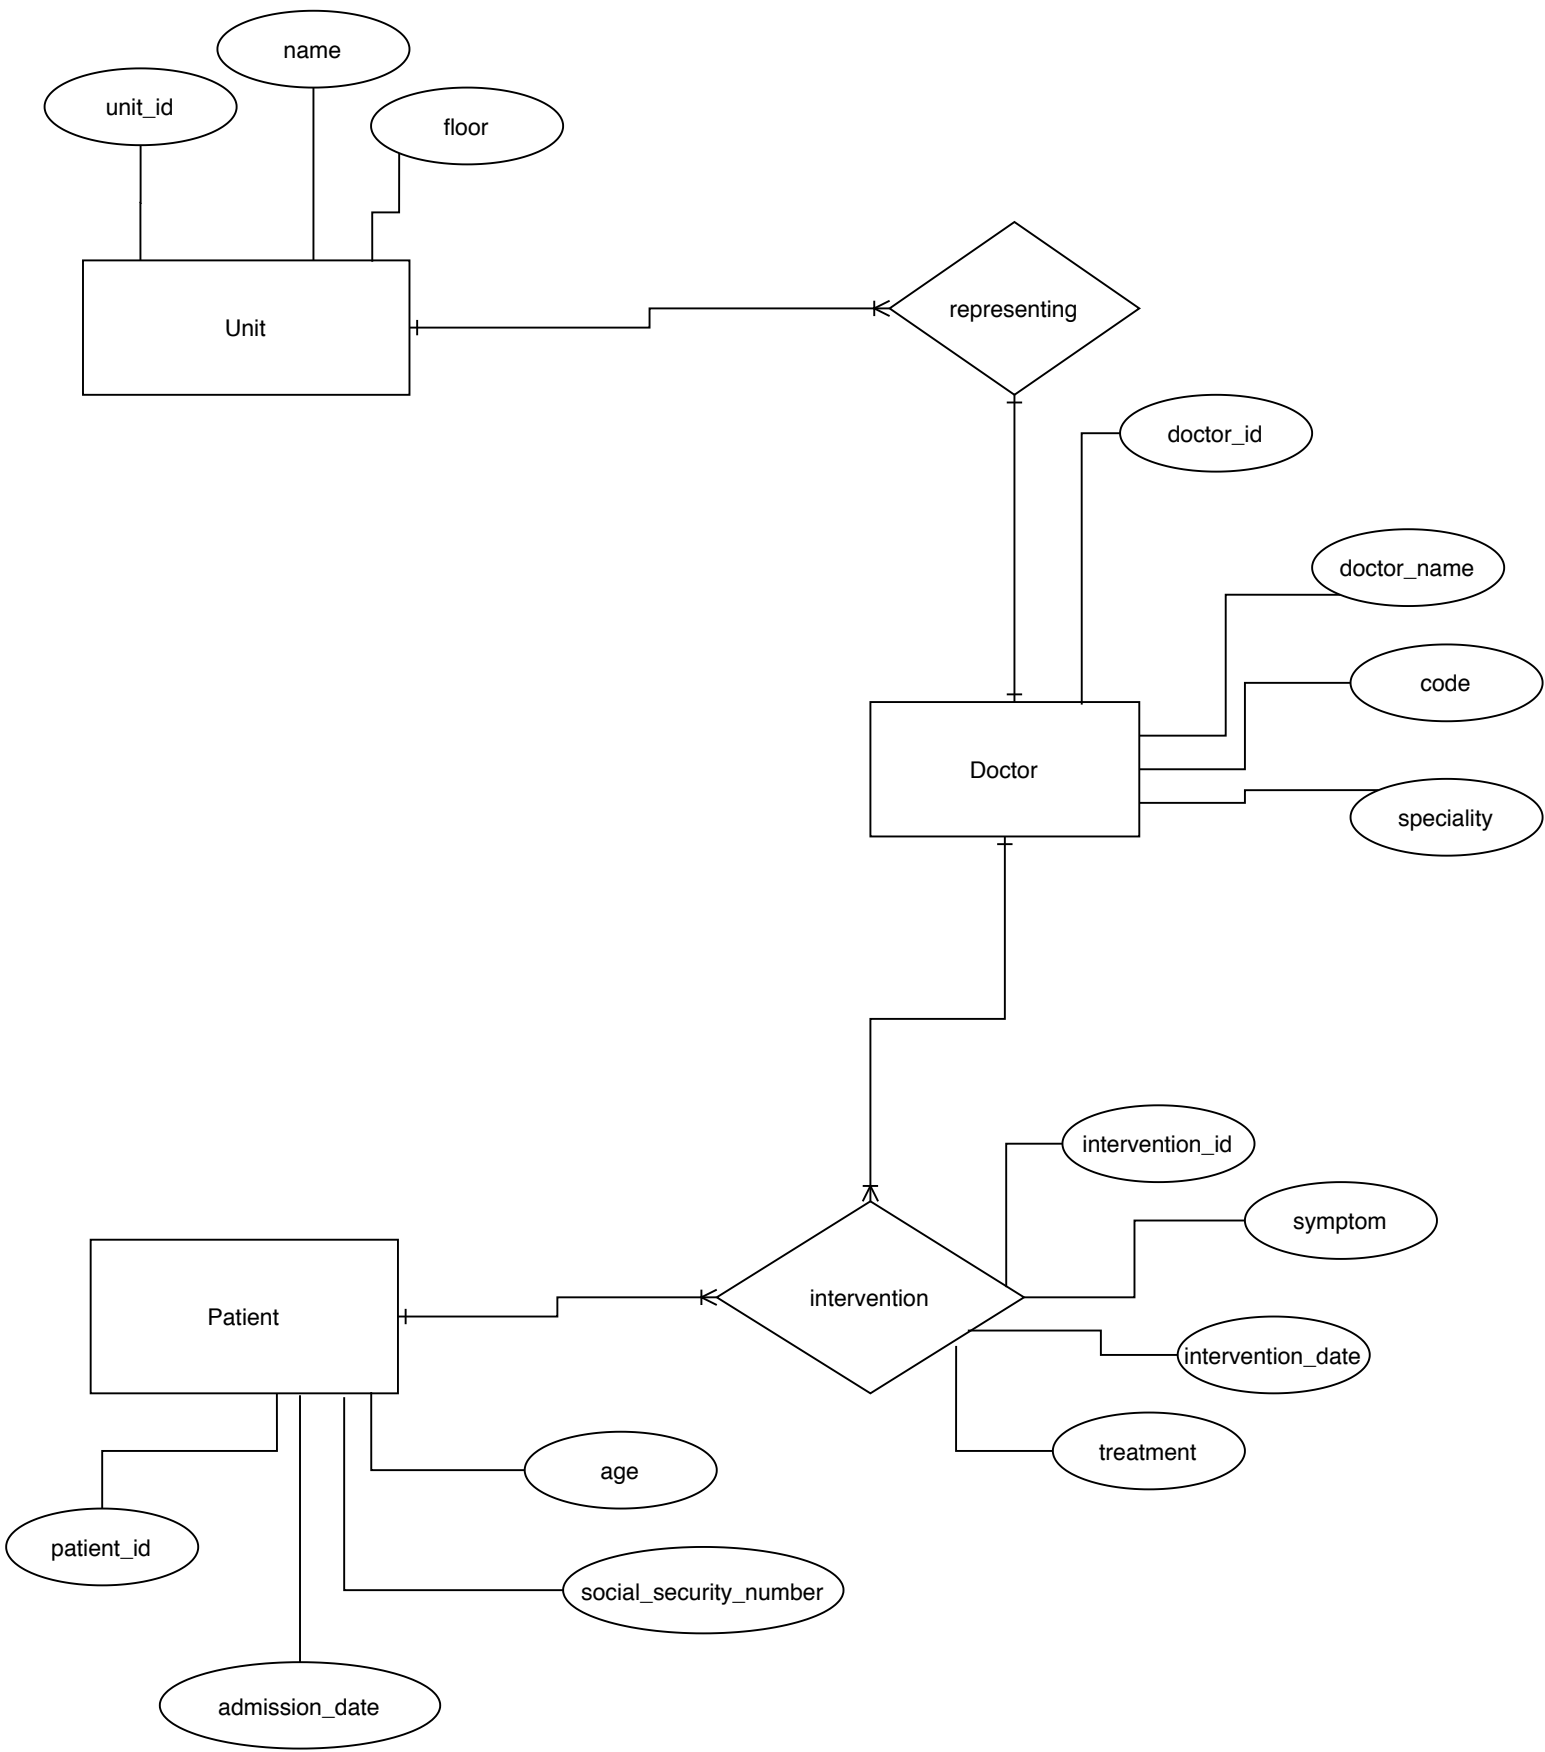 name
unit_id
floor
Unit
representing
doctor_id
doctor_name
code
Doctor
speciality
intervention_id
symptom
intervention
Patient
intervention_date
treatment
age
patient_id
social_security_number
admission_date